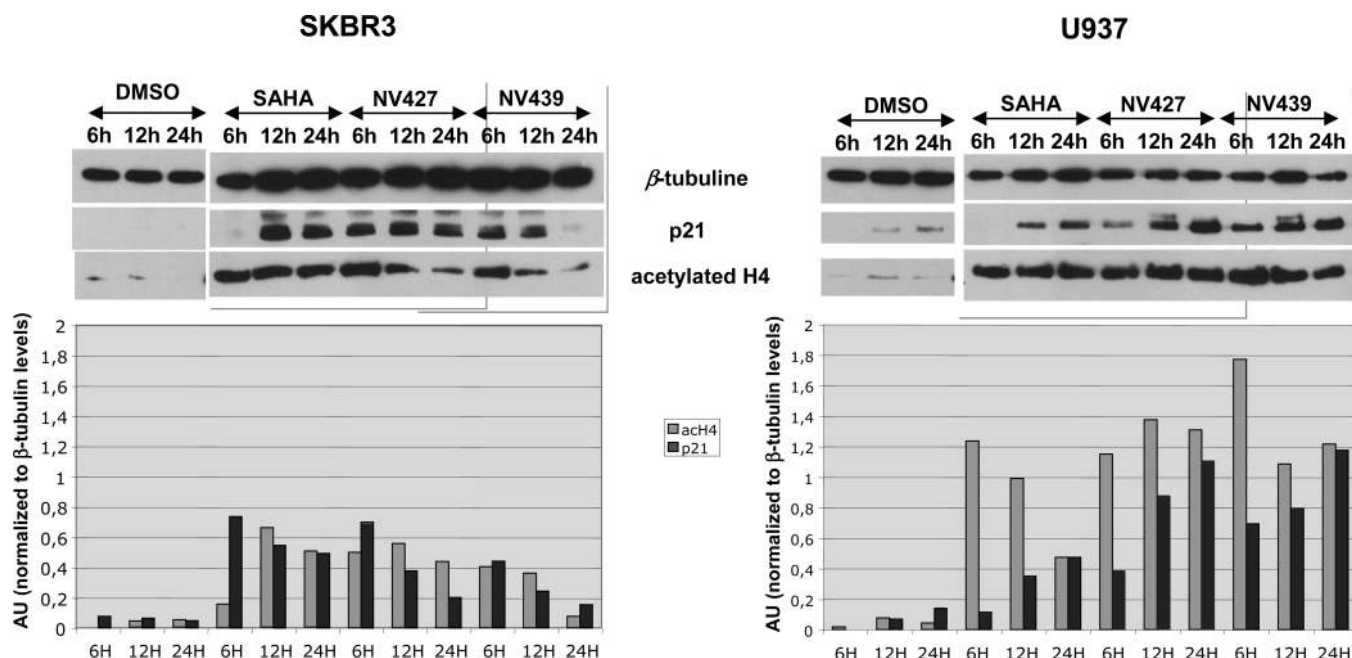 SKBR3
U937
DMSO SAHA NV427 NV439
6h 12h 24h 6h 12h 24h 6h 12h 24h 6h 12h 24h
DMSO SAHA NV427 NV439
6h 12h 24h 6h 12h 24h 6h 12h 24h 6h 12h 24h
β-tubuline
p21
acetylated H4
AU (normalized to β-tubulin levels)
2
1,8
1,6
1,4
1,2
1
0,8
0,6
0,4
0,2
0
6H 12H 24H 6H 12H 24H 6H 12H 24H 6H 12H 24H
acH4
p21
AU (normalized to β-tubulin levels)
2
1,8
1,6
1,4
1,2
1
0,8
0,6
0,4
0,2
0
6H 12H 24H 6H 12H 24H 6H 12H 24H 6H 12H 24H